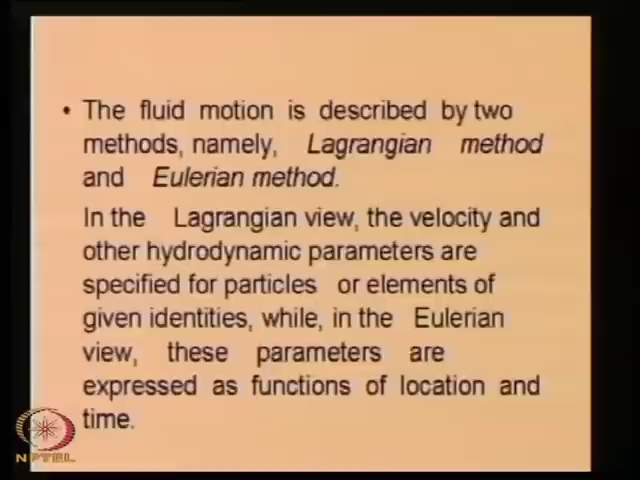 • The fluid motion is described by two
methods, namely, Lagrangian method
and Eulerian method.
In the Lagrangian view, the velocity and
other hydrodynamic parameters are
specified for particles or elements of
given identities, while, in the Eulerian
view, these parameters are
expressed as functions of location and
time.
NPTEL